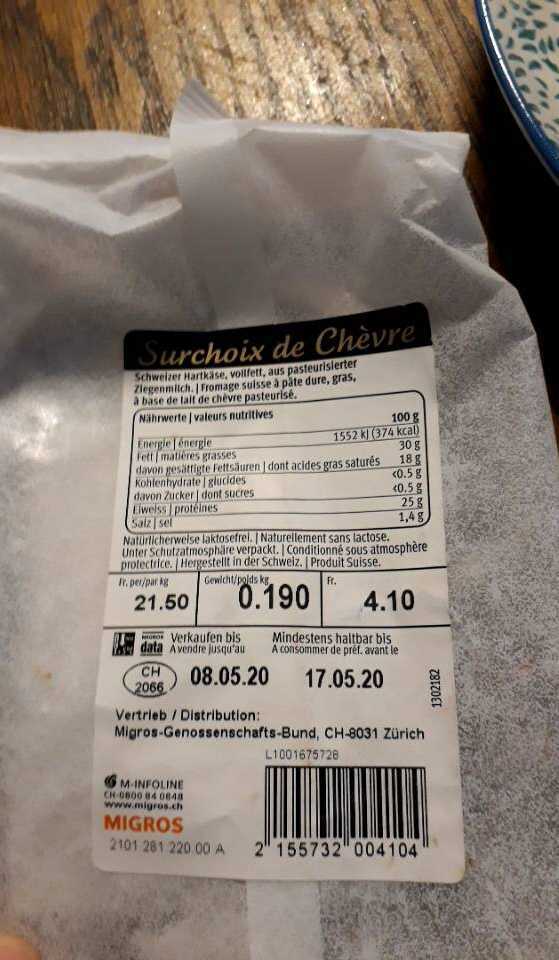 Surchoix de Chèvre
Schweizer Hartkäse, vollfett, aus pasteurisierter
Ziegenmilch. | Fromage suisse à pâte dure, gras,
à base de lait de chèvre pasteurisé.
Nährwerte | valeurs nutritives 100 g
Energie | énergie 1552 kJ (374 kcal)
Fett | matières grasses 30 g
davon gesättigte Fettsäuren | dont acides gras saturés 18 g
Kohlenhydrate | glucides <0.5 g
davon Zucker | dont sucres <0.5 g
Eiweiss | protéines 25 g
Salz | sel 1,4 g
Natürlicherweise laktosefrei. | Naturellement sans lactose.
Unter Schutzatmosphäre verpackt. | Conditionné sous atmosphère
protectrice. | Hergestellt in der Schweiz. | Produit Suisse.
Fr. per/par kg Gewicht/poids kg Fr.
21.50 0.190 4.10
MIGROS data Verkaufen bis Mindestens haltbar bis
A vendre jusqu'au A consommer de préf. avant le
CH 2066 08.05.20 17.05.20
1302182
Vertrieb / Distribution:
Migros-Genossenschafts-Bund, CH-8031 Zürich
L1001675728
M-INFOLINE
CH-0800 84 0848
www.migros.ch
MIGROS
2101 281 220 00 A
2 155732 004104